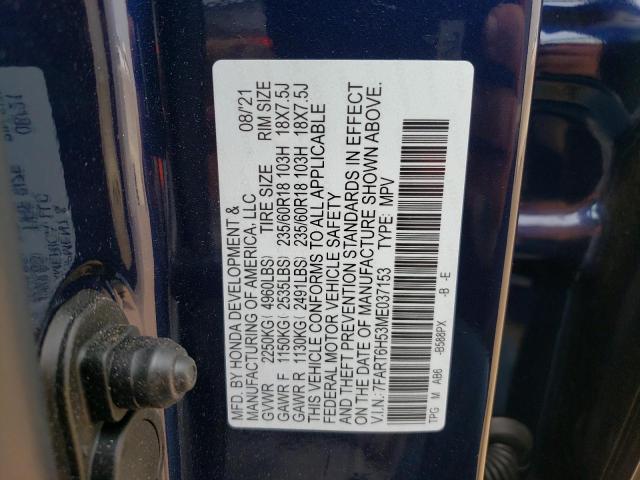 MFD. BY HONDA DEVELOPMENT &
MANUFACTURING OF AMERICA, LLC 08/'21
GVWR 2250KG( 4960LBS) TIRE SIZE RIM SIZE
GAWR F 1150KG( 2535LBS) 235/60R18 103H 18X7.5J
GAWR R 1130KG( 2491LBS) 235/60R18 103H 18X7.5J
THIS VEHICLE CONFORMS TO ALL APPLICABLE
FEDERAL MOTOR VEHICLE SAFETY
AND THEFT PREVENTION STANDARDS IN EFFECT
ON THE DATE OF MANUFACTURE SHOWN ABOVE.
V.I.N.: 7FART6H53ME037153 TYPE: MPV
TPG M AB6 -B588PX -B -E